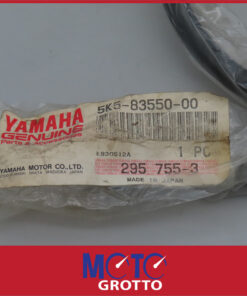 YAMAHA
GENUINE
Parts & Accessories
YAMAHA MOTOR CO., LTD.
5K5-83550-00
1 PC
295 755-3
MADE IN JAPAN
MOTO
GROTTO